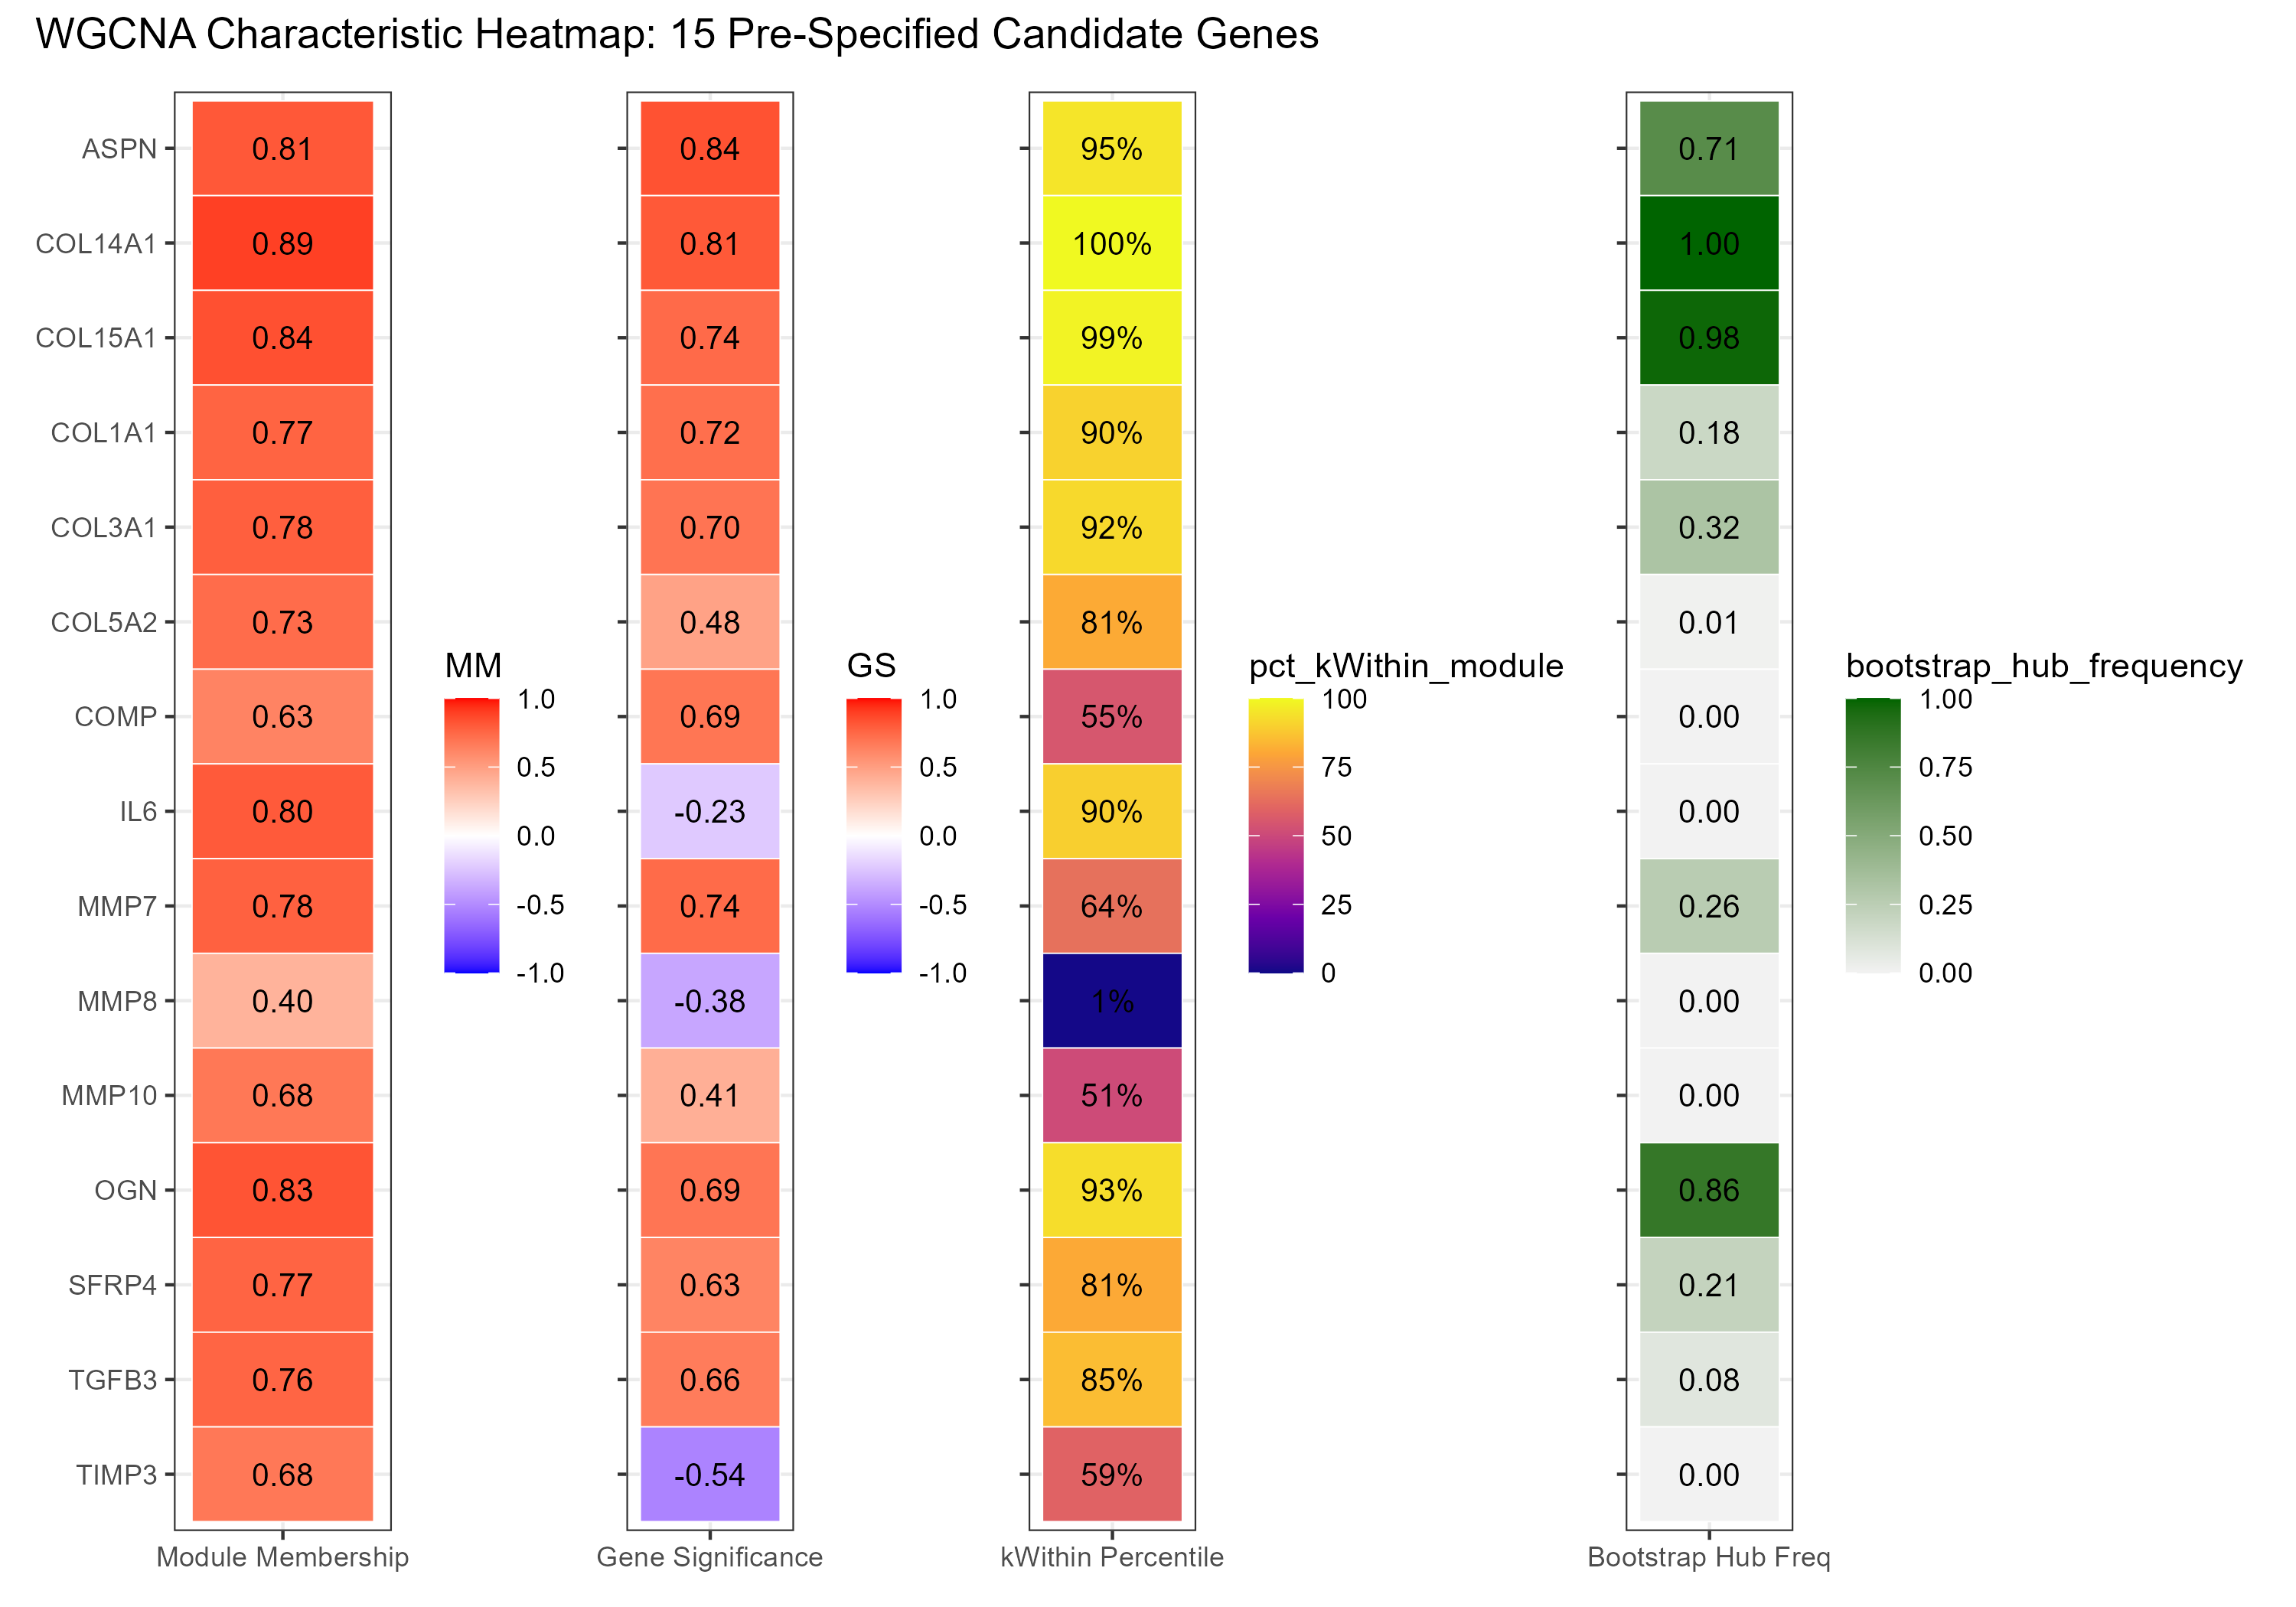 WGCNA Characteristic Heatmap: 15 Pre-Specified Candidate Genes
ASPN 0.81 0.84 95% 0.71
COL14A1 0.89 0.81 100% 1.00
COL15A1 0.84 0.74 99% 0.98
COL1A1 0.77 0.72 90% 0.18
COL3A1 0.78 0.70 92% 0.32
COL5A2 0.73 0.48 81% 0.01
COMP 0.63 0.69 55% 0.00
IL6 0.80 -0.23 90% 0.00
MMP7 0.78 0.74 64% 0.26
MMP8 0.40 -0.38 1% 0.00
MMP10 0.68 0.41 51% 0.00
OGN 0.83 0.69 93% 0.86
SFRP4 0.77 0.63 81% 0.21
TGFB3 0.76 0.66 85% 0.08
TIMP3 0.68 -0.54 59% 0.00
Module Membership Gene Significance kWithin Percentile Bootstrap Hub Freq
MM
1.0
0.5
0.0
-0.5
-1.0
GS
1.0
0.5
0.0
-0.5
-1.0
pct_kWithin_module
100
75
50
25
0
bootstrap_hub_frequency
1.00
0.75
0.50
0.25
0.00